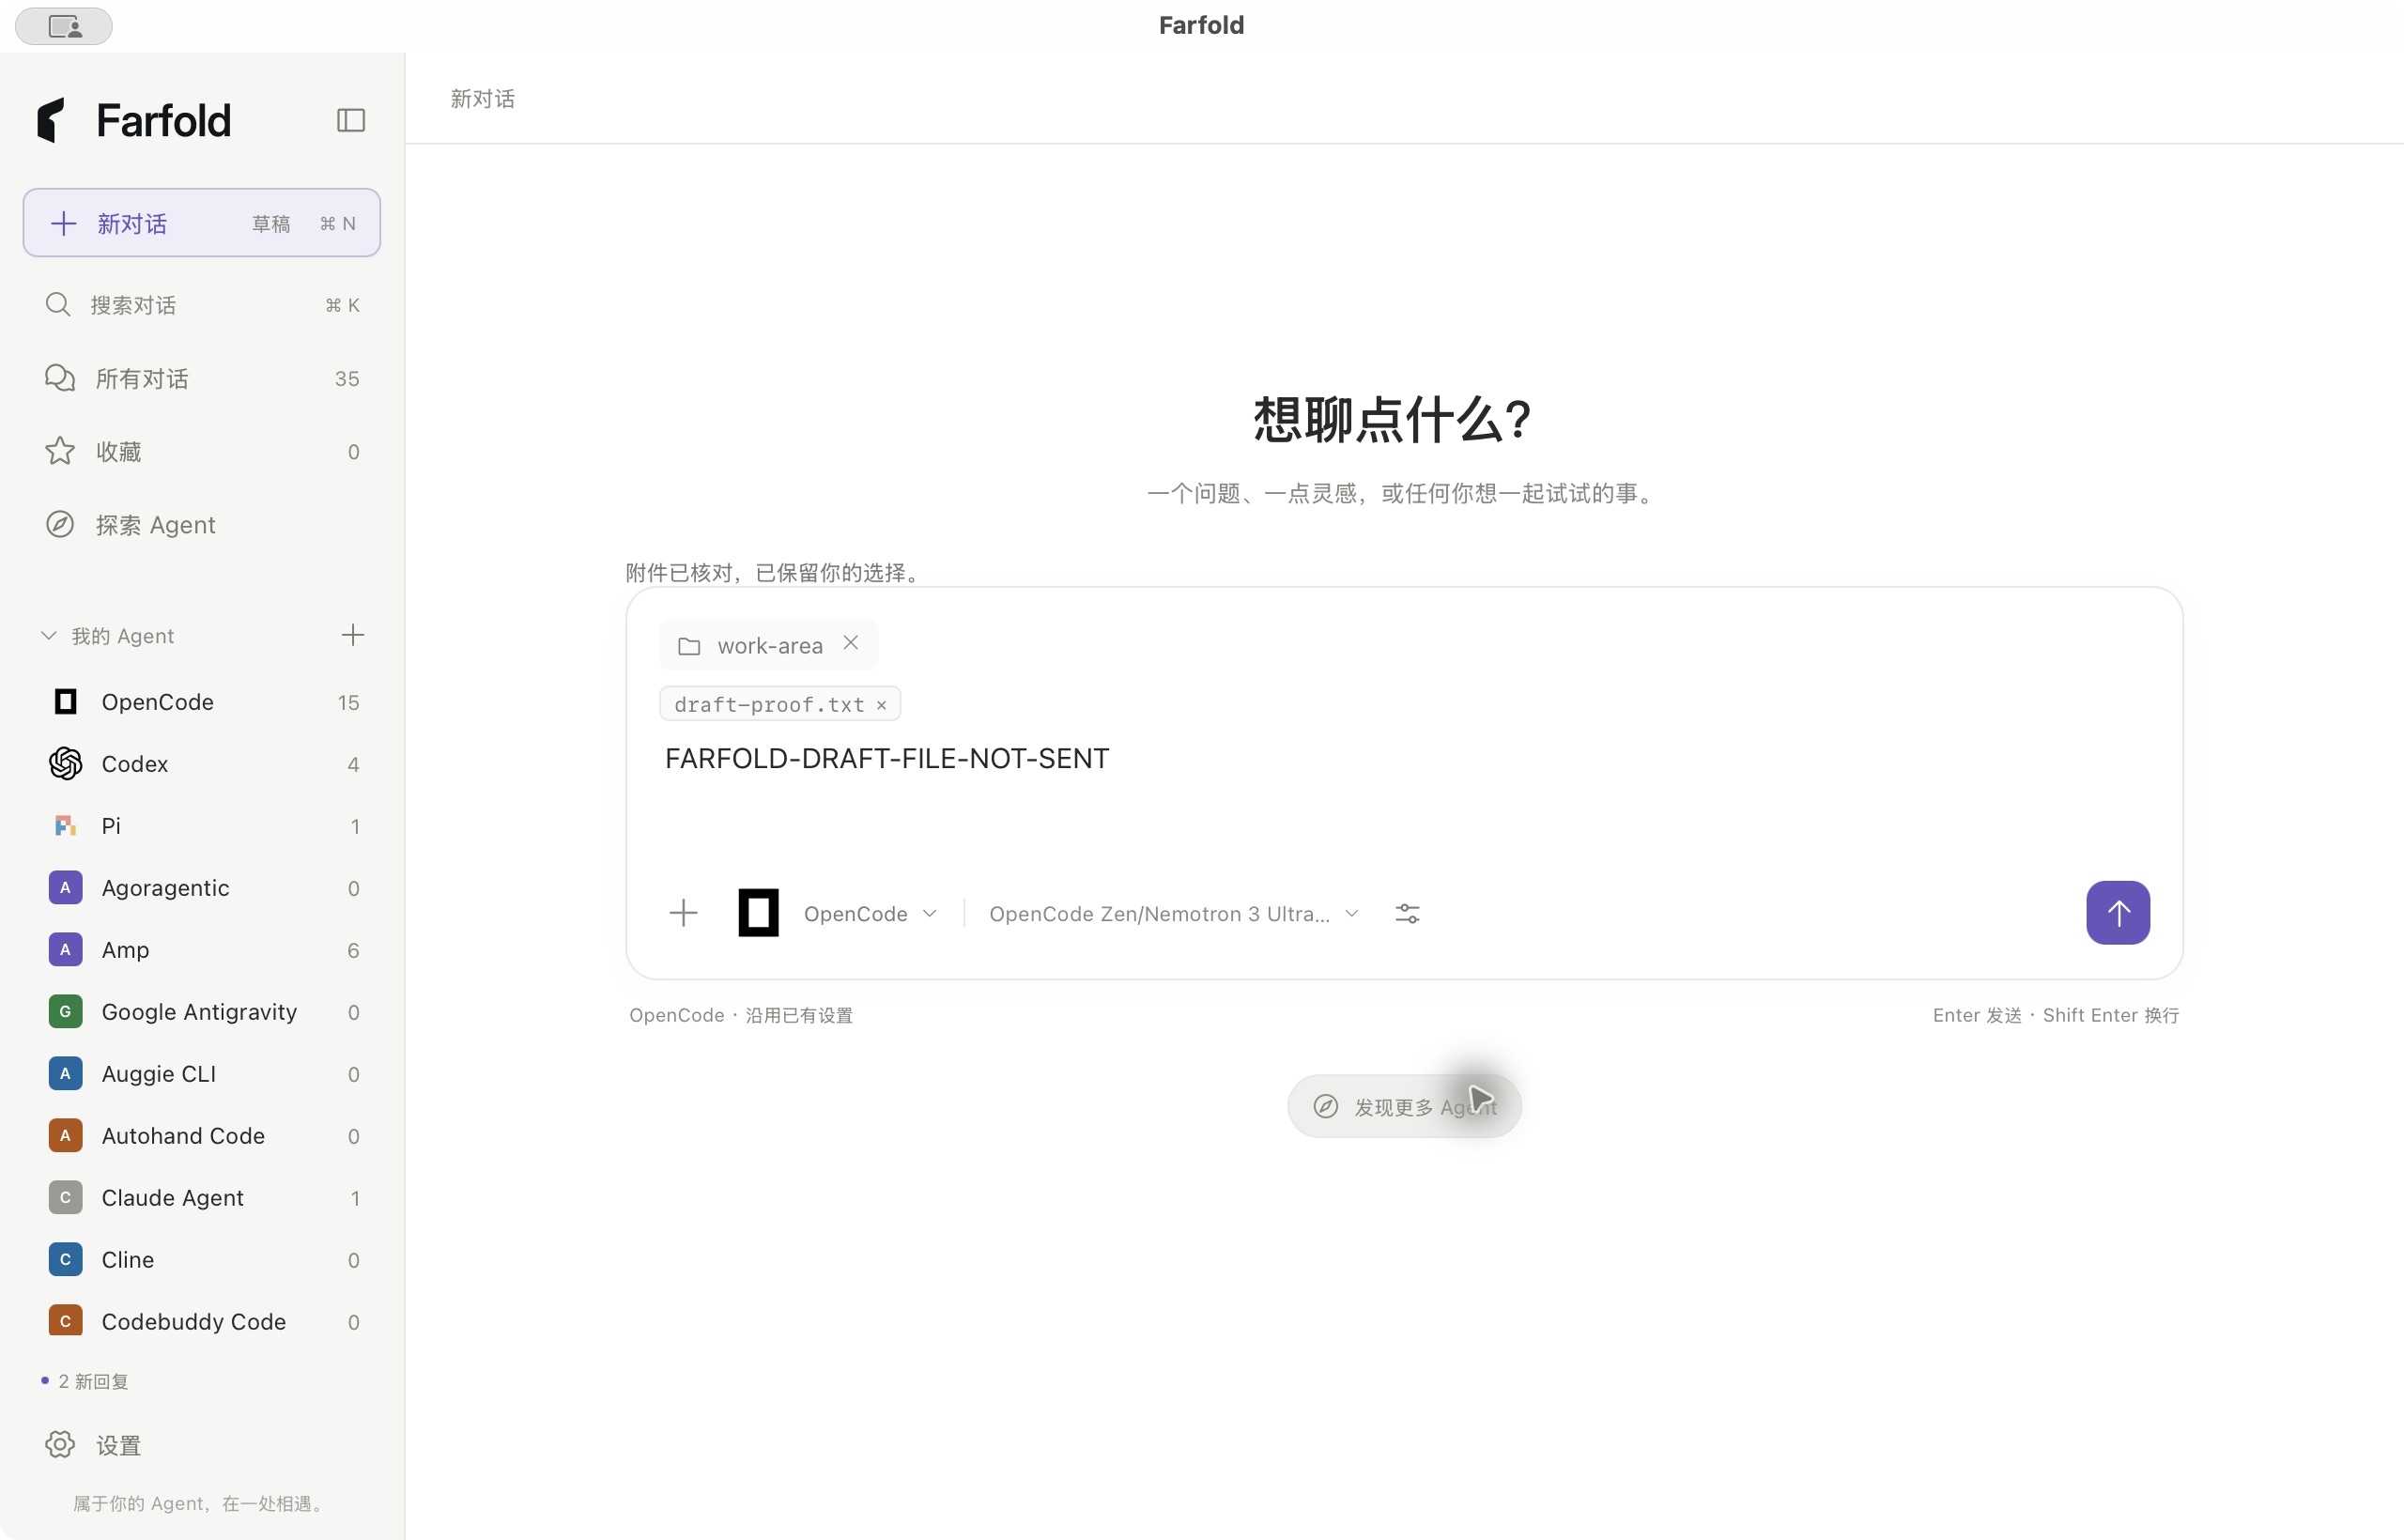 Farfold
Farfold
新对话 草稿 ⌘ N
搜索对话 ⌘ K
所有对话 35
收藏 0
探索 Agent
我的 Agent
OpenCode 15
Codex 4
Pi 1
A Agoragentic 0
A Amp 6
G Google Antigravity 0
A Auggie CLI 0
A Autohand Code 0
C Claude Agent 1
C Cline 0
C Codebuddy Code 0
2 新回复
设置
属于你的 Agent，在一处相遇。
新对话
想聊点什么？
一个问题、一点灵感，或任何你想一起试试的事。
附件已核对，已保留你的选择。
work-area
draft-proof.txt ×
FARFOLD-DRAFT-FILE-NOT-SENT
OpenCode OpenCode Zen/Nemotron 3 Ultra...
OpenCode · 沿用已有设置
Enter 发送 · Shift Enter 换行
发现更多 Agent